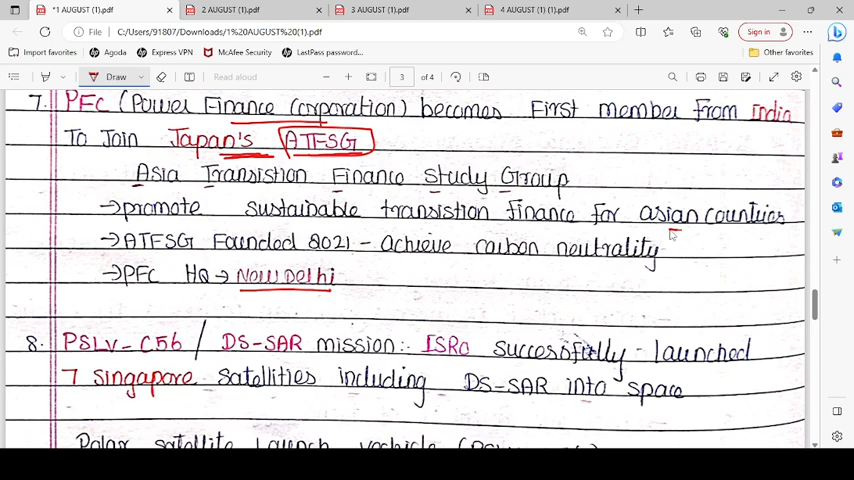 *1 AUGUST (1).pdf
2 AUGUST (1).pdf
3 AUGUST (1).pdf
4 AUGUST (1).pdf
File C:/Users/91807/Downloads/1%20AUGUST%20(1).pdf
Sign in
Import favorites Agoda Express VPN McAfee Security LastPass password... Other favorites
Draw Read aloud 3 of 4
7. PFC (Power Finance Corporation) becomes First member from India
To Join Japan's ATFSG
Asia Transistion Finance Study Group
→promote sustainable transistion finance for asian countries
→ATFSG Founded 2021 - achieve carbon neutrality
→PFC HQ → New Delhi
8. PSLV-C56 / DS-SAR mission: ISRO successfully launched
7 Singapore satellities including DS-SAR into space
Polar satellite Launch vechicle